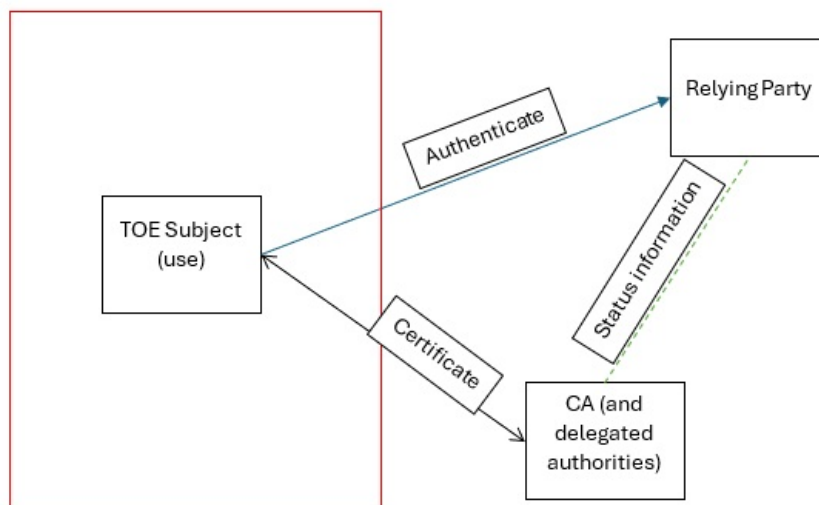 Relying Party
Authenticate
TOE Subject
(use)
Status information
Certificate
CA (and
delegated
authorities)